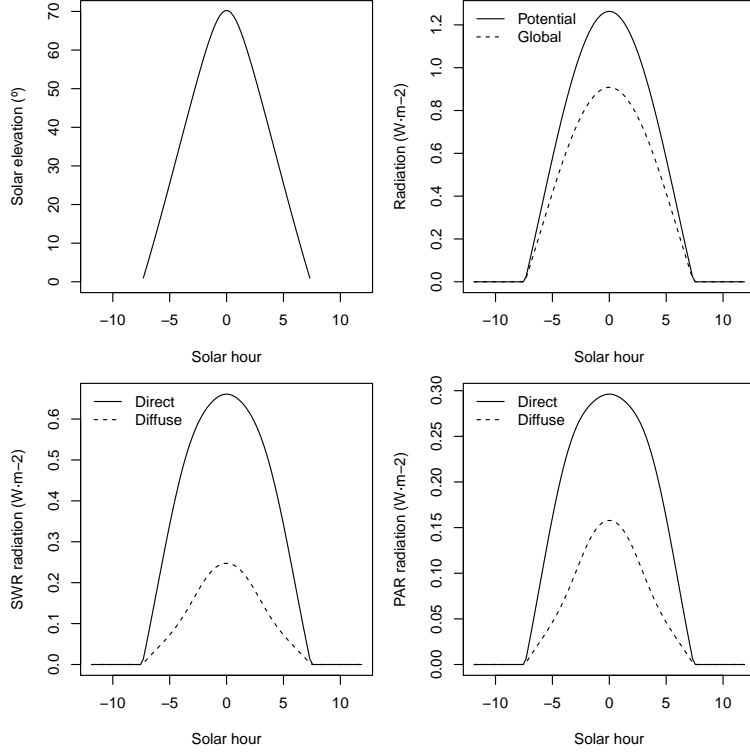 Solar elevation (º)
0 10 20 30 40 50 60 70
−10 −5 0 5 10
Solar hour
Potential
Global
Radiation (W·m−2)
0.0 0.2 0.4 0.6 0.8 1.0 1.2
−10 −5 0 5 10
Solar hour
Direct
Diffuse
SWR radiation (W·m−2)
0.0 0.1 0.2 0.3 0.4 0.5 0.6
−10 −5 0 5 10
Solar hour
Direct
Diffuse
PAR radiation (W·m−2)
0.00 0.05 0.10 0.15 0.20 0.25 0.30
−10 −5 0 5 10
Solar hour